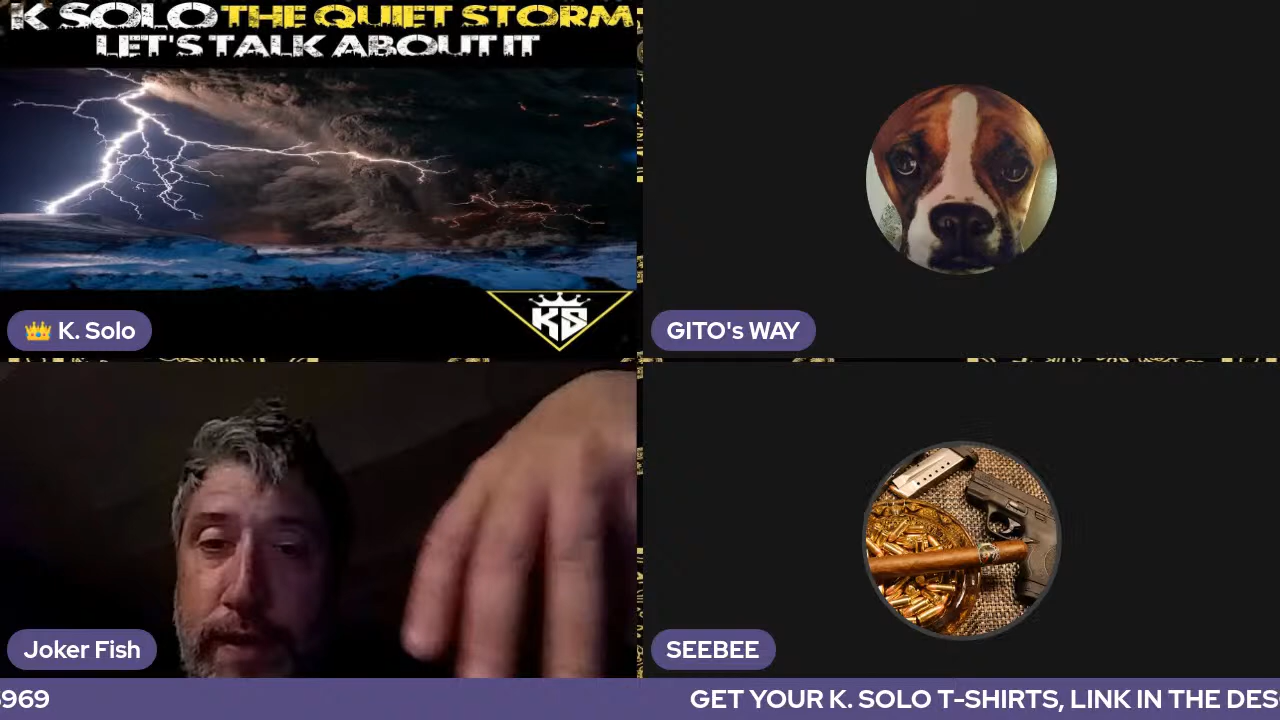 K SOLO THE QUIET STORM
LET'S TALK ABOUT IT
KS
K. Solo
GITO's WAY
Joker Fish
SEEBEE
969
GET YOUR K. SOLO T-SHIRTS, LINK IN THE DES